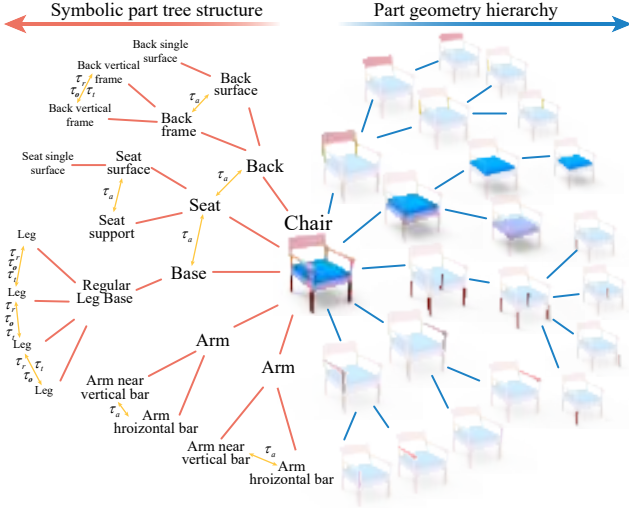 Symbolic part tree structure
Part geometry hierarchy
Back single
surface
Back vertical
frame
τr
τo τt
Back vertical
frame
Back
surface
τa
Back
frame
Seat single
surface
Seat
surface
τa
Seat
support
Back
τa
Seat
τa
Chair
Base
Leg
τr
τo
τt
Leg
τr
τo
τt
Leg
τr
τo
τt
Leg
Regular
Leg Base
Arm
Arm
Arm near
vertical bar
τa
Arm
hroizontal bar
Arm near
vertical bar
τa
Arm
hroizontal bar